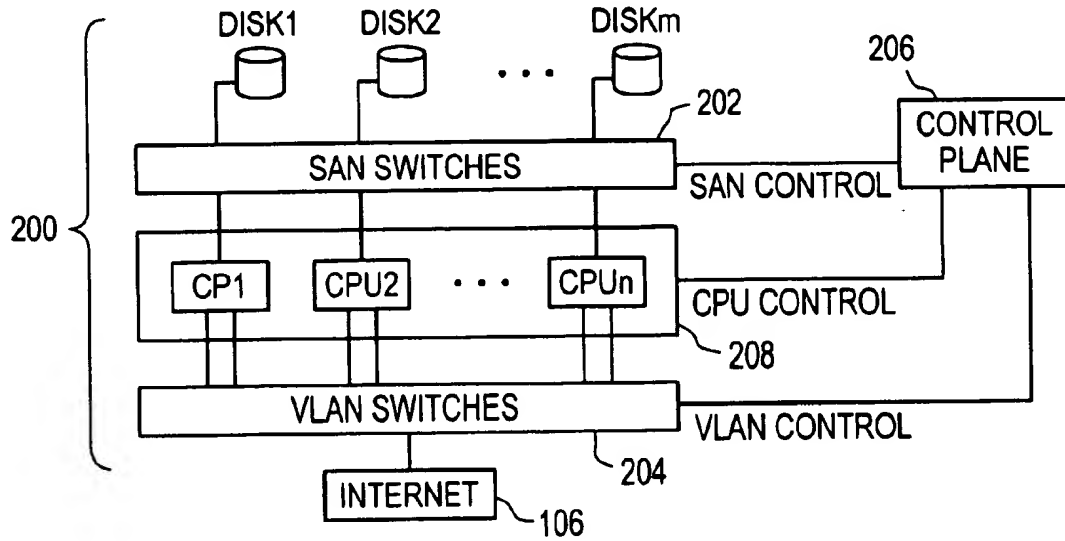 DISK1 DISK2 ... DISKm
206
202
CONTROL PLANE
SAN SWITCHES
SAN CONTROL
200
CP1 CPU2 ... CPUn
CPU CONTROL
208
VLAN SWITCHES
VLAN CONTROL
204
INTERNET
106